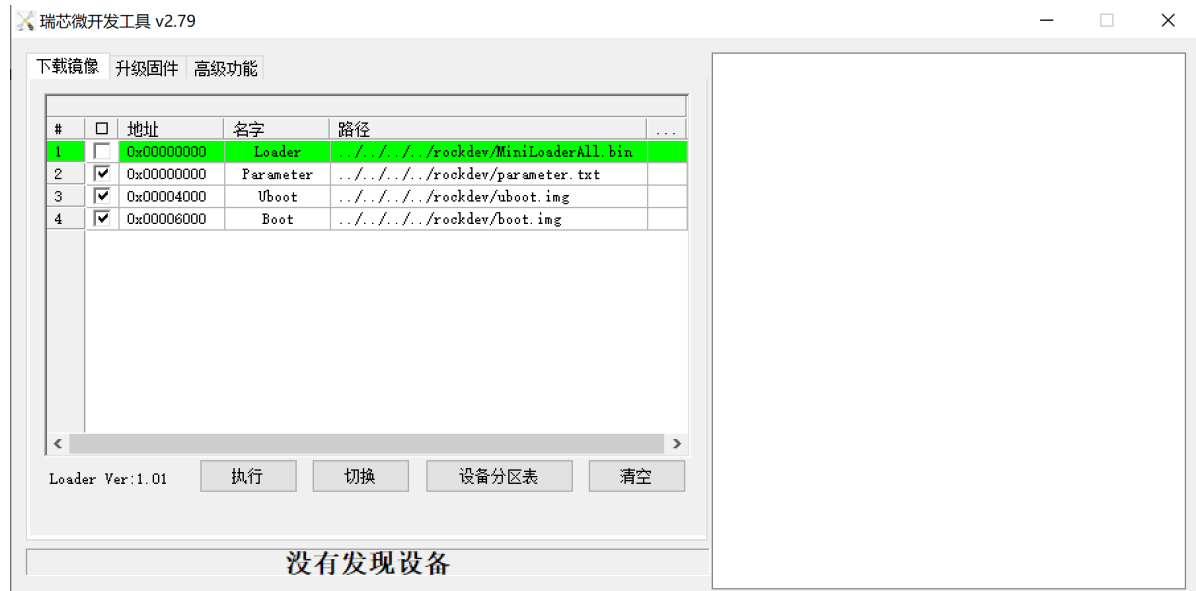 瑞芯微开发工具 v2.79
下载镜像 升级固件 高级功能
# 地址 名字 路径 ...
1 0x00000000 Loader ../../../../rockdev/MiniLoaderAll.bin
2 0x00000000 Parameter ../../../../rockdev/parameter.txt
3 0x00004000 Uboot ../../../../rockdev/uboot.img
4 0x00006000 Boot ../../../../rockdev/boot.img
Loader Ver:1.01 执行 切换 设备分区表 清空
没有发现设备